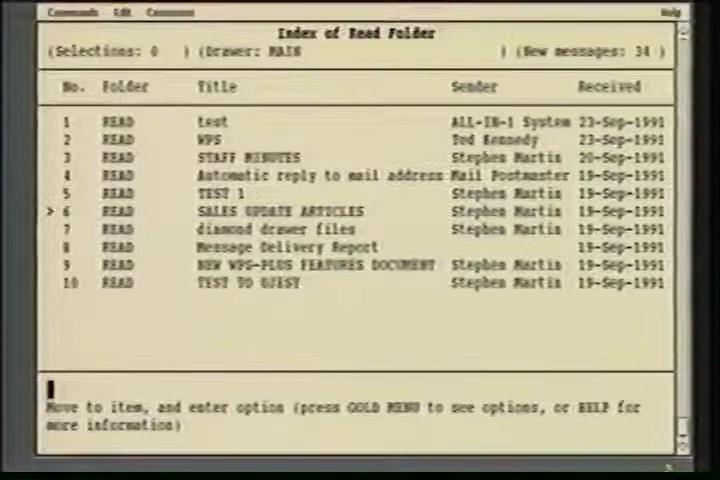 Commands Edit Customize Help
Index of Read Folder
(Selections: 0 ) (Drawer: MAIN ) (New messages: 34 )
No. Folder Title Sender Received
1 READ test ALL-IN-1 System 23-Sep-1991
2 READ WPS Ted Kennedy 23-Sep-1991
3 READ STAFF MINUTES Stephen Martin 20-Sep-1991
4 READ Automatic reply to mail address Mail Postmaster 19-Sep-1991
5 READ TEST 1 Stephen Martin 19-Sep-1991
> 6 READ SALES UPDATE ARTICLES Stephen Martin 19-Sep-1991
7 READ diamond drawer files Stephen Martin 19-Sep-1991
8 READ Message Delivery Report 19-Sep-1991
9 READ NEW WPS-PLUS FEATURES DOCUMENT Stephen Martin 19-Sep-1991
10 READ TEST TO Stephen Martin 19-Sep-1991
Move to item, and enter option (press GOLD MENU to see options, or HELP for
more information)